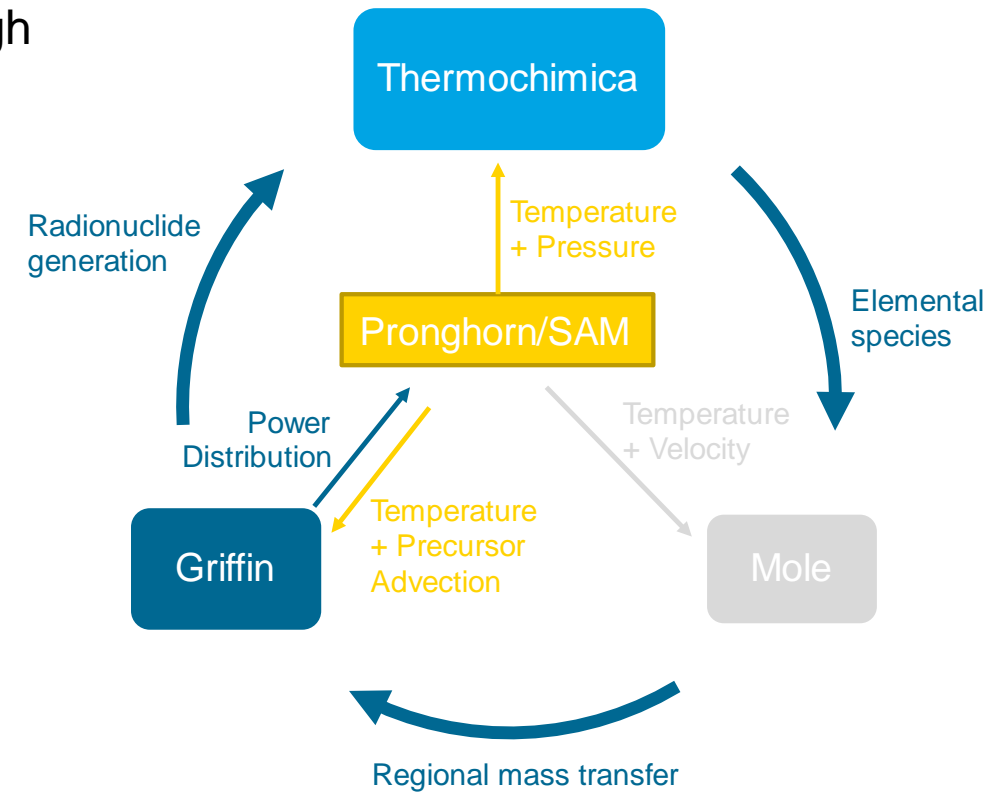 gh
Thermochimica
Radionuclide
generation
Temperature
+ Pressure
Elemental
species
Pronghorn/SAM
Power
Distribution
Temperature
+ Velocity
Temperature
+ Precursor
Advection
Griffin
Mole
Regional mass transfer